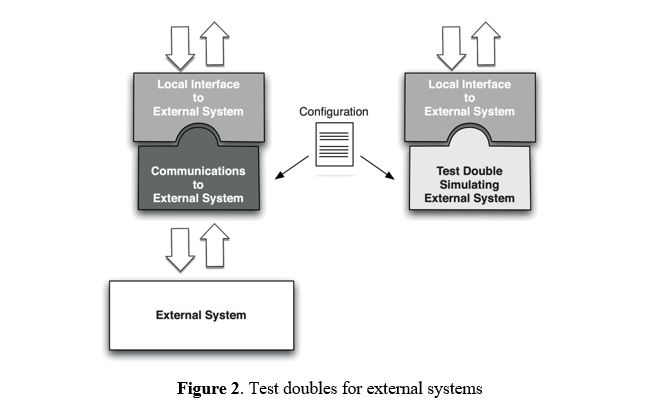 Local Interface
to
External System
Communications
to
External System
External System
Configuration
Local Interface
to
External System
Test Double
Simulating
External System
Figure 2. Test doubles for external systems